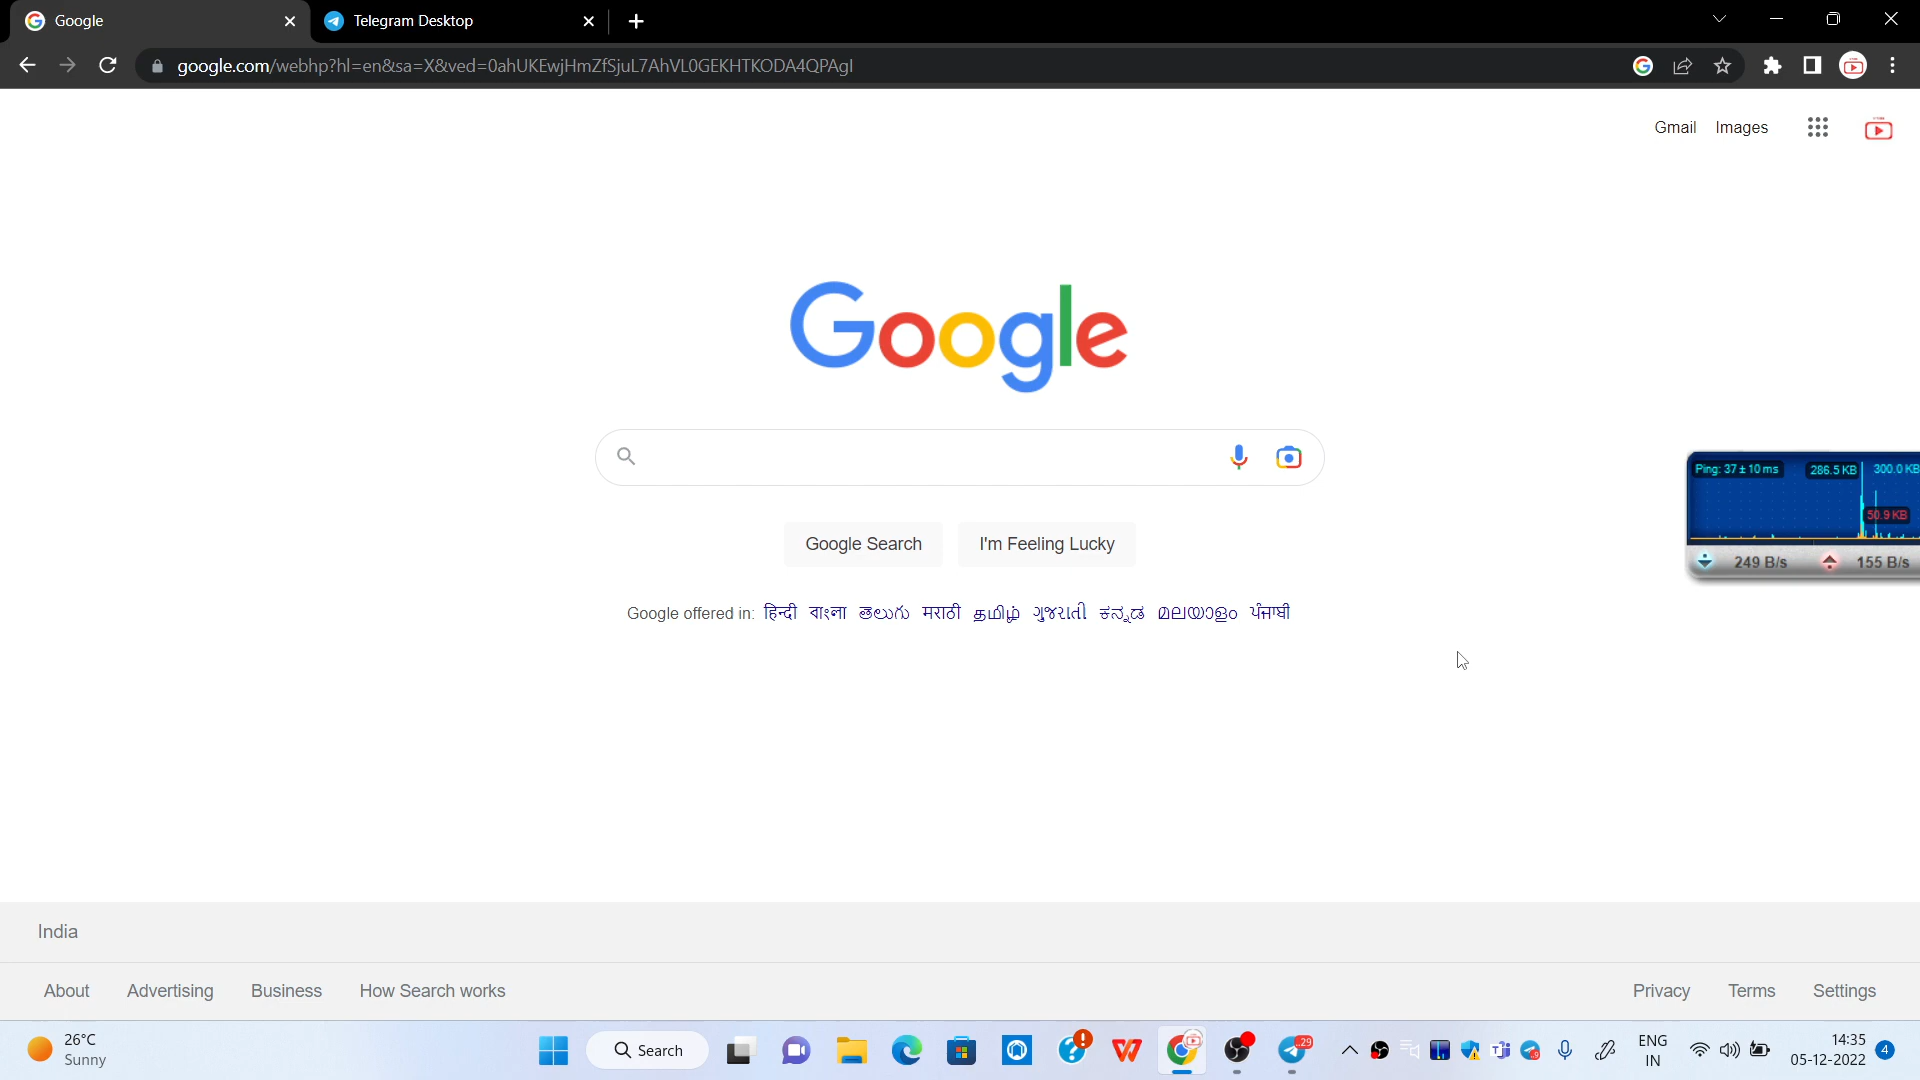 Google
Telegram Desktop
google.com/webhp?hl=en&sa=X&ved=0ahUKEwjHmZfSjuL7AhVL0GEKHTKODA4QPAgI
Gmail Images
Google
Ping: 37 ± 10 ms 286.5 KB 300.0 KB
50.9 KB
249 B/s 155 B/s
Google Search I'm Feeling Lucky
Google offered in: हिन्दी বাংলা తెలుగు मराठी தமிழ் ગુજરાતી ಕನ್ನಡ മലയാളം ਪੰਜਾਬੀ
India
About Advertising Business How Search works Privacy Terms Settings
26°C
Sunny
Search
29
ENG
IN
14:35
05-12-2022
4